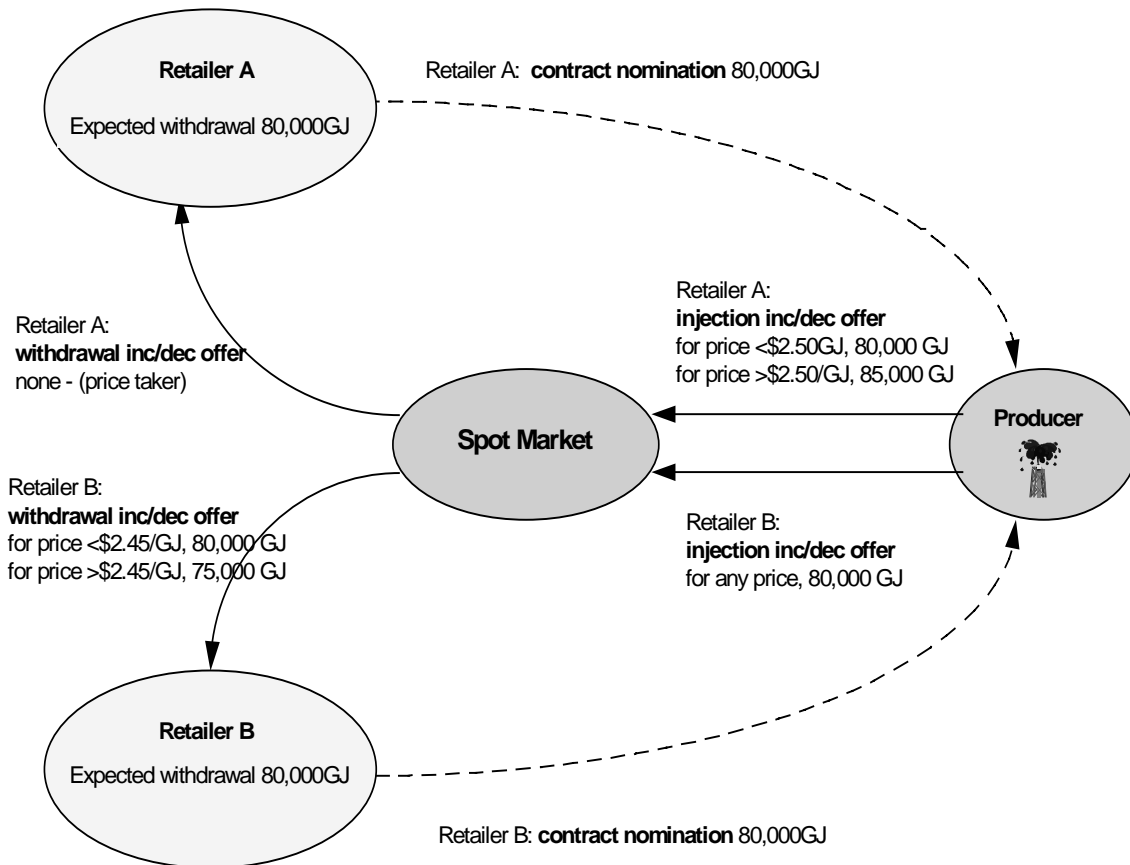 Retailer A
Expected withdrawal 80,000GJ
Retailer A: contract nomination 80,000GJ
Retailer A:
injection inc/dec offer
for price <$2.50GJ, 80,000 GJ
for price >$2.50/GJ, 85,000 GJ
Retailer A:
withdrawal inc/dec offer
none - (price taker)
Spot Market
Producer
Retailer B:
withdrawal inc/dec offer
for price <$2.45/GJ, 80,000 GJ
for price >$2.45/GJ, 75,000 GJ
Retailer B:
injection inc/dec offer
for any price, 80,000 GJ
Retailer B
Expected withdrawal 80,000GJ
Retailer B: contract nomination 80,000GJ